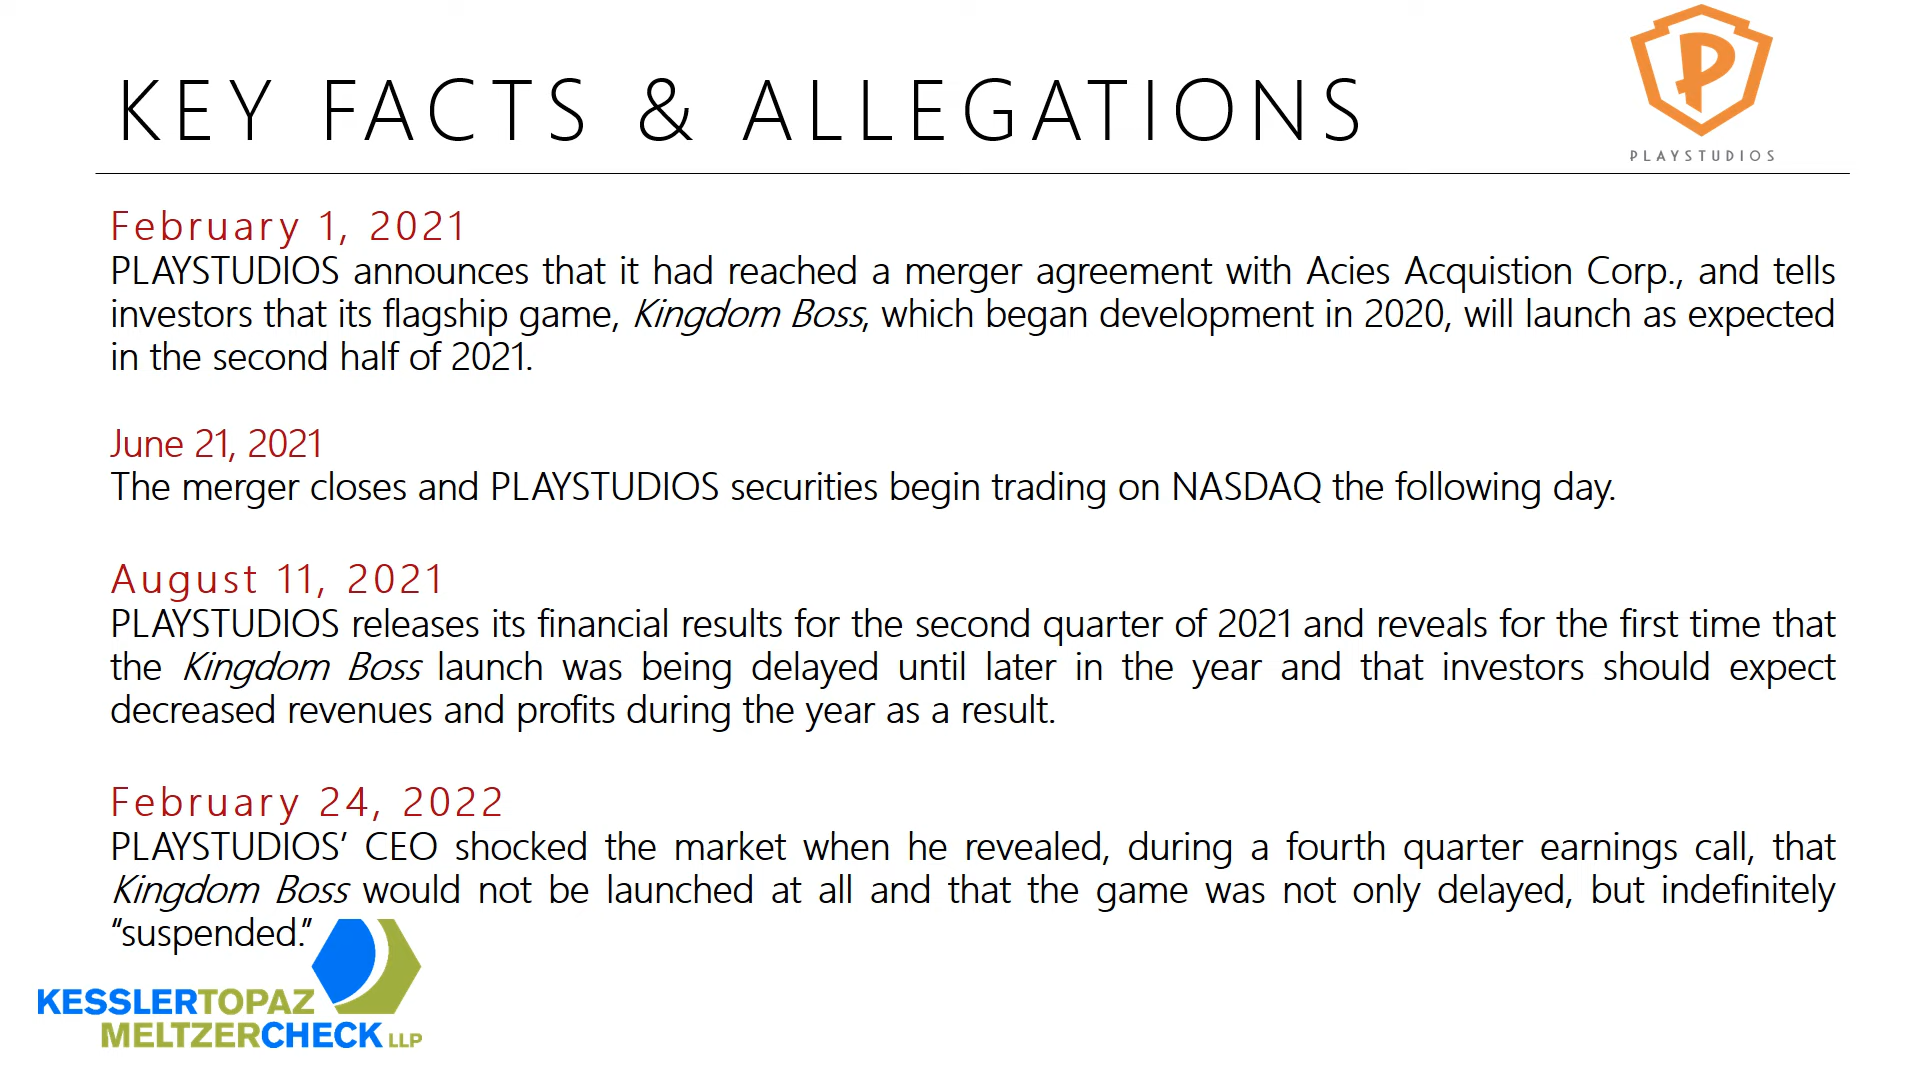 KEY FACTS & ALLEGATIONS
PLAYSTUDIOS
February 1, 2021
PLAYSTUDIOS announces that it had reached a merger agreement with Acies Acquistion Corp., and tells
investors that its flagship game, Kingdom Boss, which began development in 2020, will launch as expected
in the second half of 2021.
June 21, 2021
The merger closes and PLAYSTUDIOS securities begin trading on NASDAQ the following day.
August 11, 2021
PLAYSTUDIOS releases its financial results for the second quarter of 2021 and reveals for the first time that
the Kingdom Boss launch was being delayed until later in the year and that investors should expect
decreased revenues and profits during the year as a result.
February 24, 2022
PLAYSTUDIOS’ CEO shocked the market when he revealed, during a fourth quarter earnings call, that
Kingdom Boss would not be launched at all and that the game was not only delayed, but indefinitely
“suspended.”
KESSLERTOPAZ
MELTZERCHECK LLP